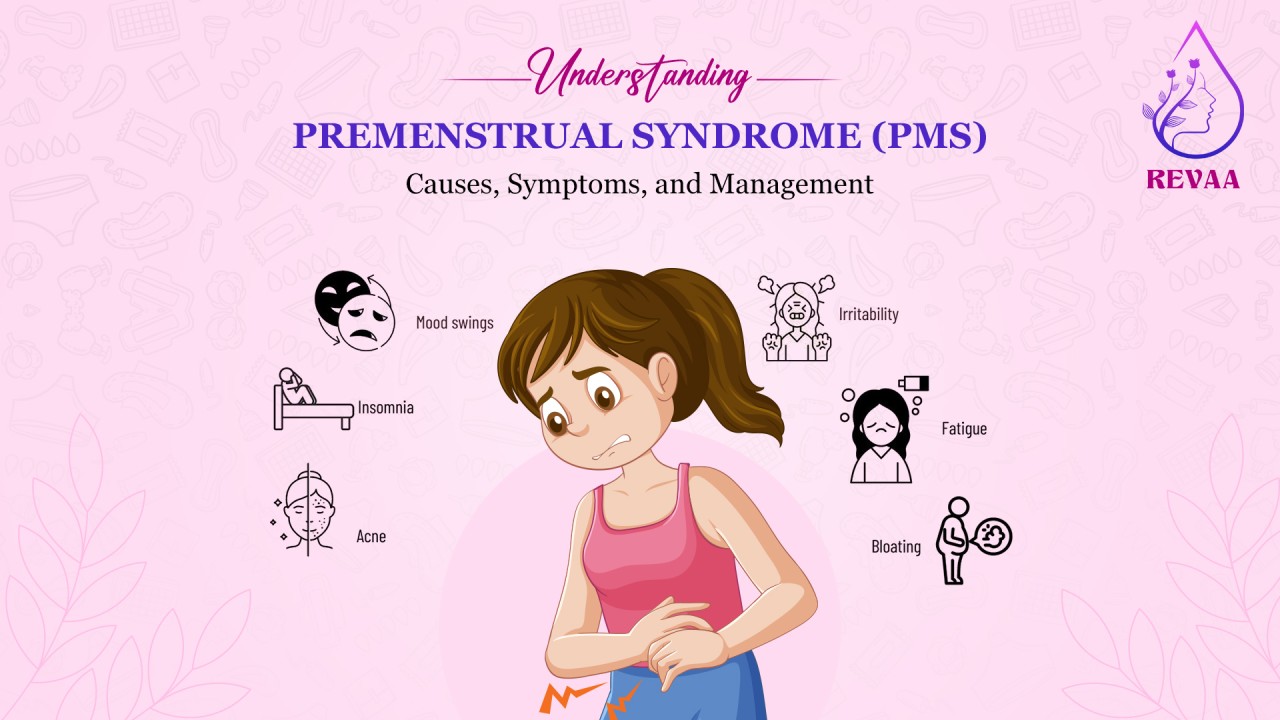 Understanding
PREMENSTRUAL SYNDROME (PMS)
Causes, Symptoms, and Management
REVAA
Mood swings
Irritability
Insomnia
Fatigue
Acne
Bloating